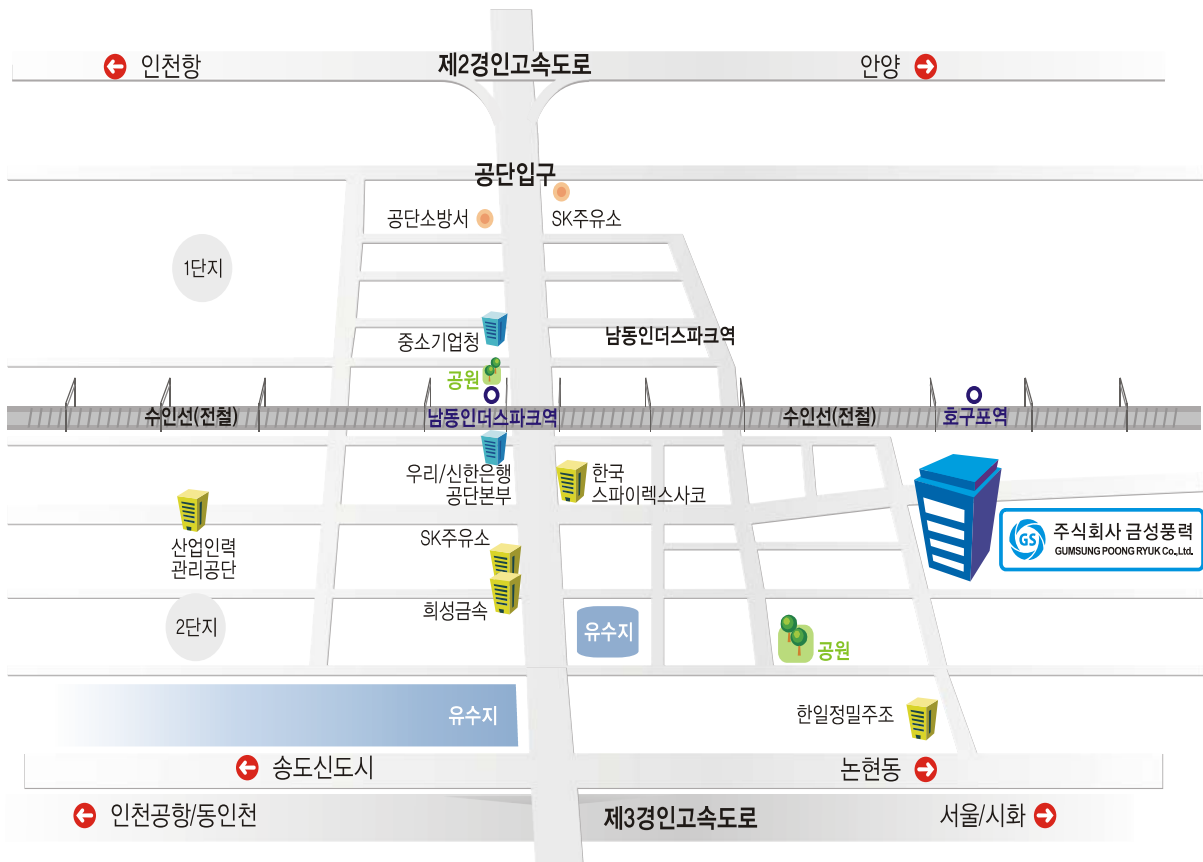 인천항
제2경인고속도로
안양
공단입구
공단소방서
SK주유소
1단지
중소기업청
남동인더스파크역
공원
수인선(전철)
남동인더스파크역
수인선(전철)
호구포역
우리/신한은행
공단본부
한국
스파이렉스사코
산업인력
관리공단
SK주유소
GS
주식회사 금성풍력
GUMSUNG POONG RYUK Co.,Ltd.
희성금속
2단지
유수지
공원
유수지
한일정밀주조
송도신도시
논현동
인천공항/동인천
제3경인고속도로
서울/시화